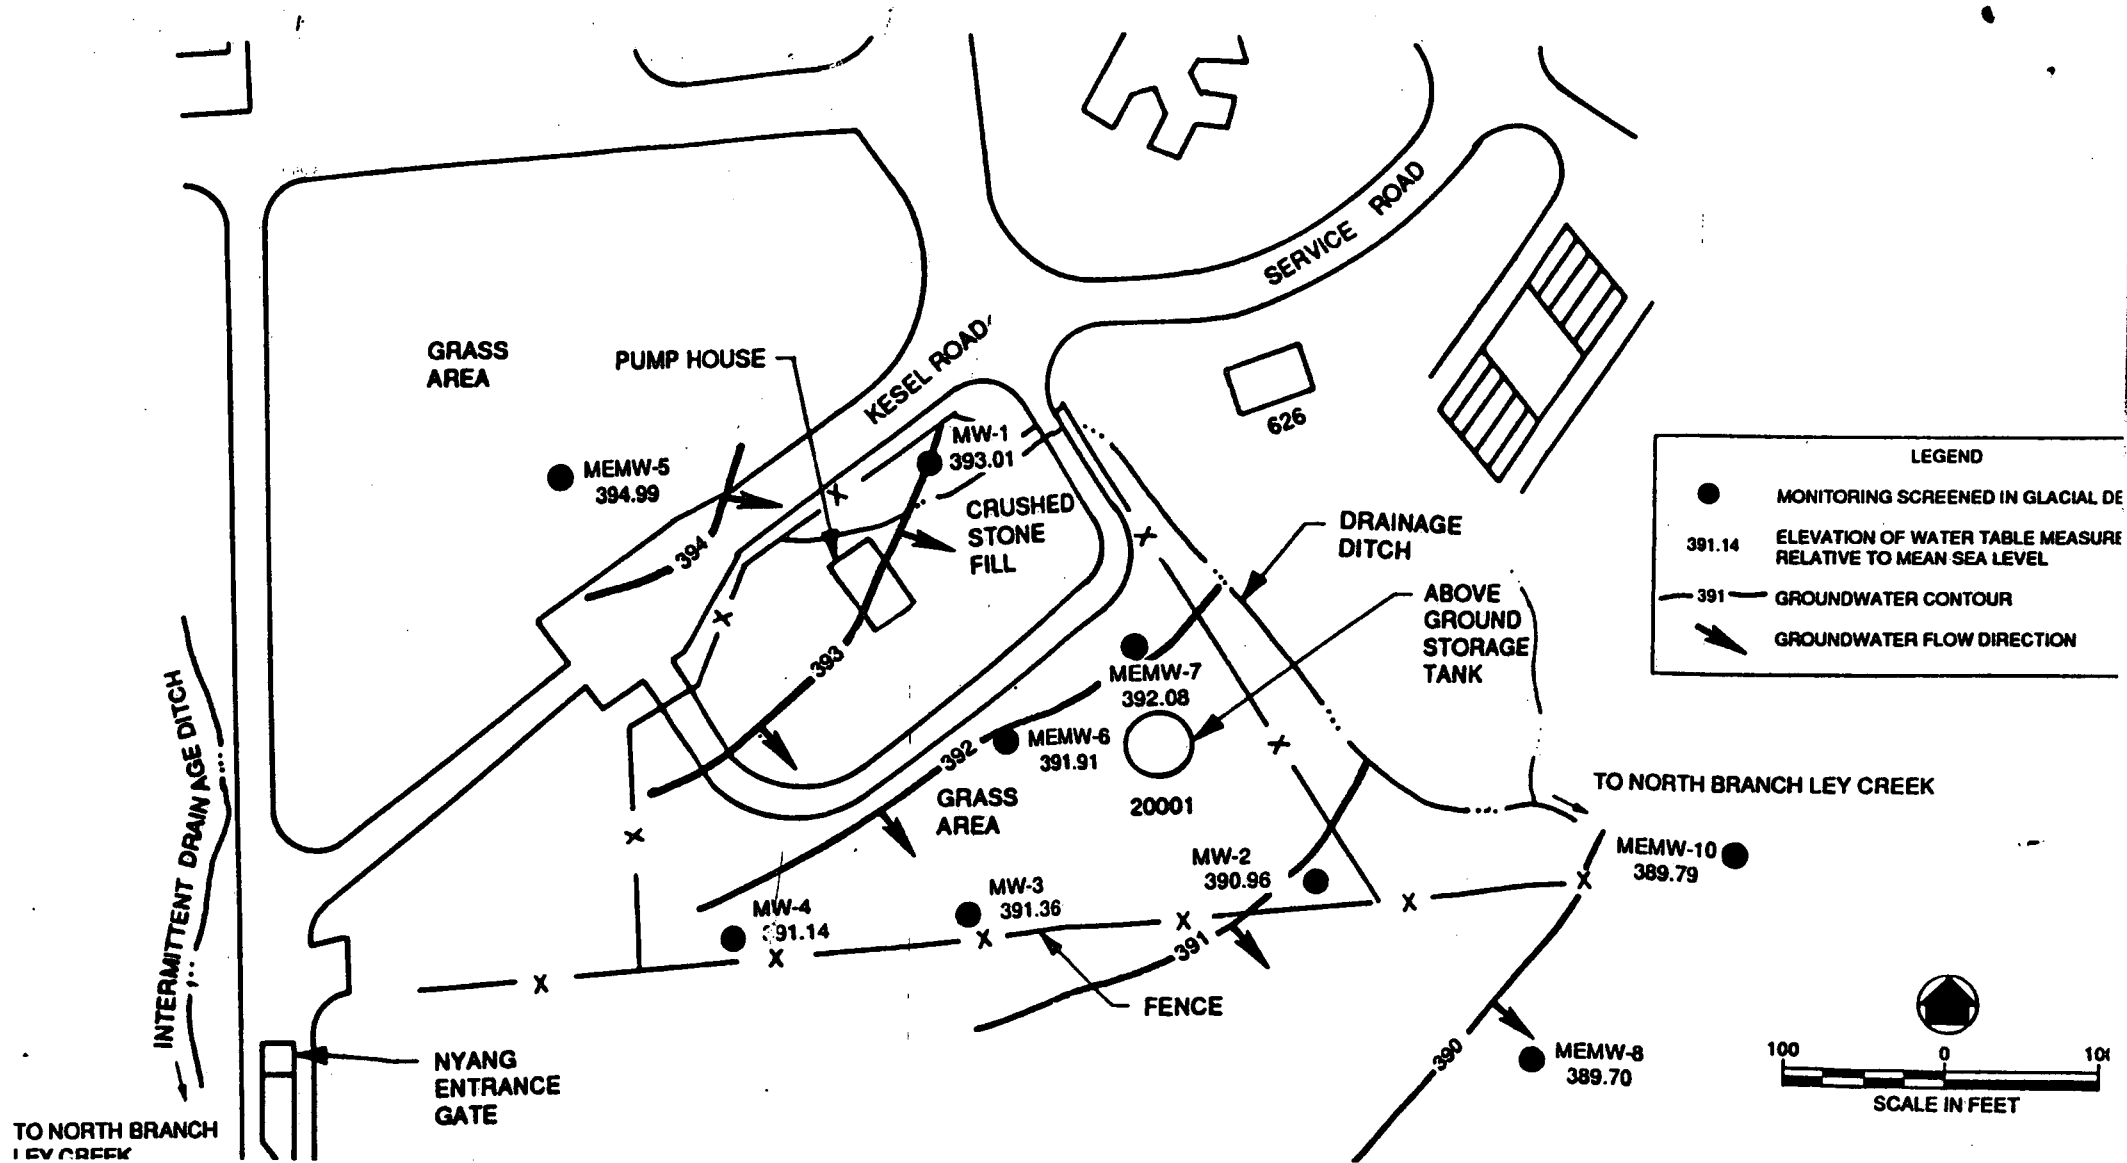 SERVICE ROAD
KESEL ROAD
GRASS
AREA
PUMP HOUSE
626
MEMW-5
394.99
MW-1
393.01
CRUSHED
STONE
FILL
DRAINAGE
DITCH
ABOVE
GROUND
STORAGE
TANK
394
393
392
391
390
MEMW-7
392.08
MEMW-6
391.91
20001
GRASS
AREA
MW-2
390.96
MW-3
391.36
MW-4
391.14
FENCE
INTERMITTENT DRAINAGE DITCH
NYANG
ENTRANCE
GATE
TO NORTH BRANCH
LEY CREEK
TO NORTH BRANCH LEY CREEK
MEMW-10
389.79
MEMW-8
389.70
LEGEND
MONITORING SCREENED IN GLACIAL DE
391.14 ELEVATION OF WATER TABLE MEASURE
RELATIVE TO MEAN SEA LEVEL
391 GROUNDWATER CONTOUR
GROUNDWATER FLOW DIRECTION
100 0
SCALE IN FEET
X
X
X
X
X
X
X
X
X
X
X